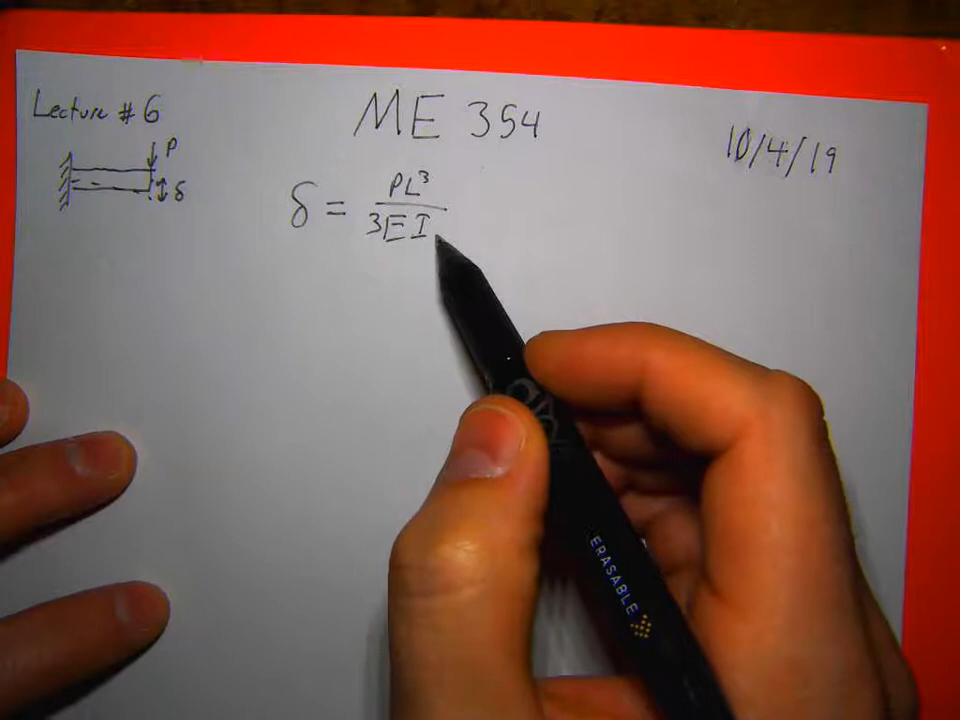 Lecture # 6
ME 354
10/4/19
P
δ
δ = PL³ / 3EI
ERASABLE